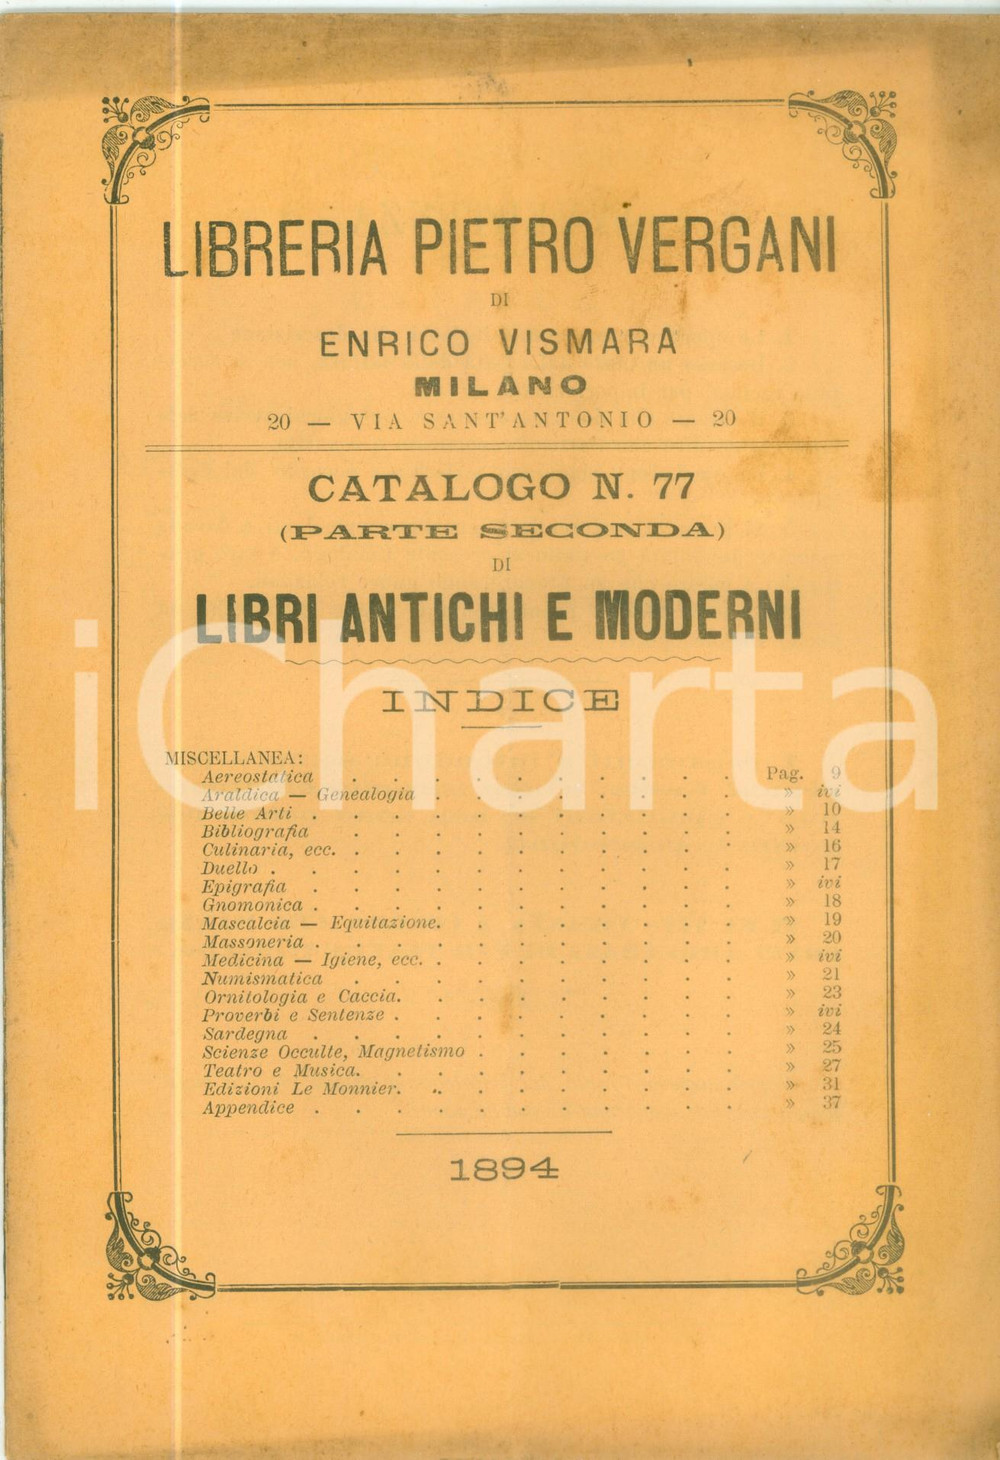 LIBRERIA PIETRO VERGANI
DI
ENRICO VISMARA
MILANO
20 — VIA SANT'ANTONIO — 20
CATALOGO N. 77
(PARTE SECONDA)
DI
LIBRI ANTICHI E MODERNI
iCharta
INDICE
MISCELLANEA:
Aereostatica . . . . . . . . . . Pag. 9
Araldica — Genealogia . . . . . . . . » ivi
Belle Arti . . . . . . . . . . . » 10
Bibliografia . . . . . . . . . . » 14
Culinaria, ecc. . . . . . . . . . . » 16
Duello . . . . . . . . . . . . » 17
Epigrafia . . . . . . . . . . . » ivi
Gnomonica . . . . . . . . . . . » 18
Mascalcia — Equitazione. . . . . . . . » 19
Massoneria . . . . . . . . . . . » 20
Medicina — Igiene, ecc. . . . . . . . . » ivi
Numismatica . . . . . . . . . . » 21
Ornitologia e Caccia. . . . . . . . . » 23
Proverbi e Sentenze . . . . . . . . . » ivi
Sardegna . . . . . . . . . . . » 24
Scienze Occulte, Magnetismo . . . . . . . » 25
Teatro e Musica. . . . . . . . . . » 27
Edizioni Le Monnier. . . . . . . . . » 31
Appendice . . . . . . . . . . . » 37
1894